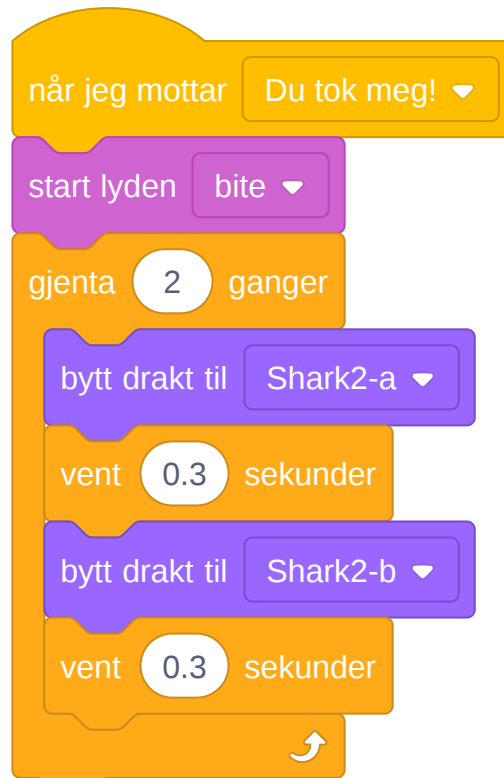 når jeg mottar Du tok meg!
start lyden bite
gjenta 2 ganger
bytt drakt til Shark2-a
vent 0.3 sekunder
bytt drakt til Shark2-b
vent 0.3 sekunder